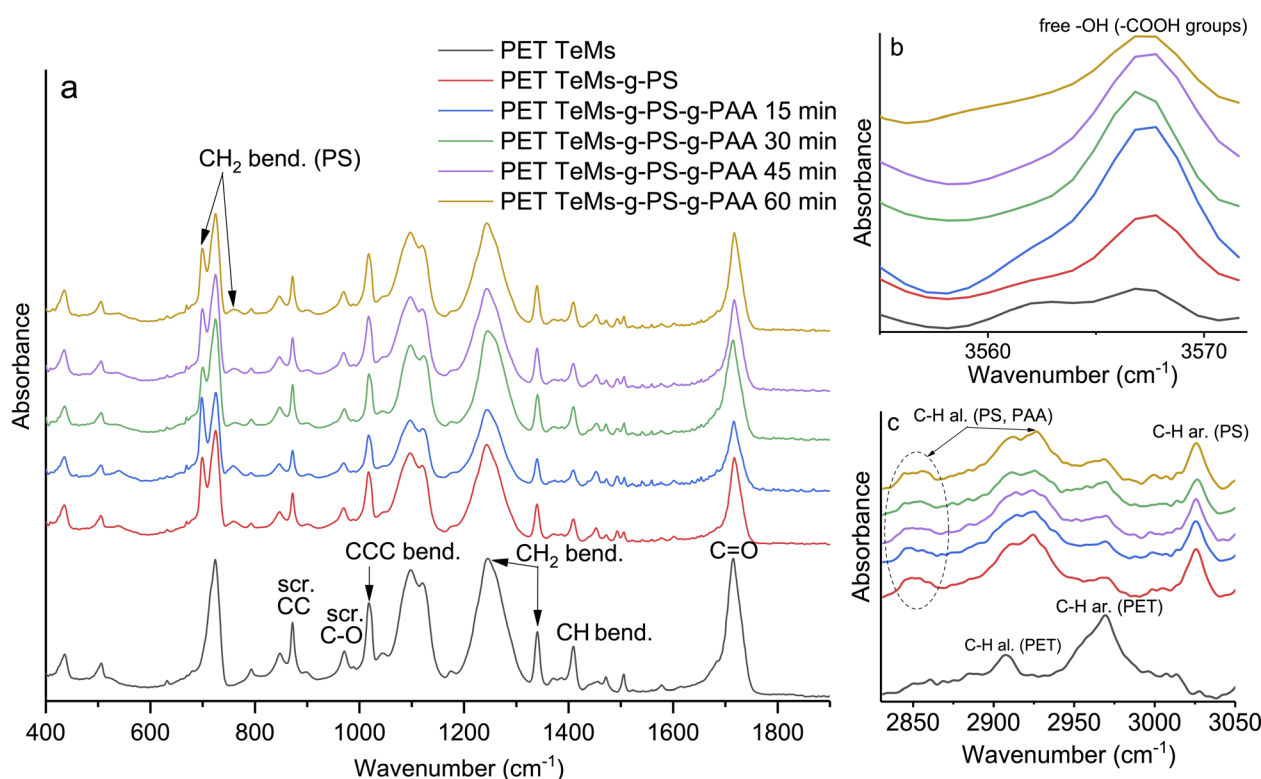 a
PET TeMs
PET TeMs-g-PS
PET TeMs-g-PS-g-PAA 15 min
PET TeMs-g-PS-g-PAA 30 min
PET TeMs-g-PS-g-PAA 45 min
PET TeMs-g-PS-g-PAA 60 min
CH₂ bend. (PS)
scr.
CC
scr.
C-O
CCC bend.
CH₂ bend.
CH bend.
C=O
Absorbance
400 600 800 1000 1200 1400 1600 1800
Wavenumber (cm⁻¹)
b
free -OH (-COOH groups)
Absorbance
3560 3570
Wavenumber (cm⁻¹)
c
C-H al. (PS, PAA)
C-H ar. (PS)
C-H ar. (PET)
C-H al. (PET)
Absorbance
2850 2900 2950 3000 3050
Wavenumber (cm⁻¹)